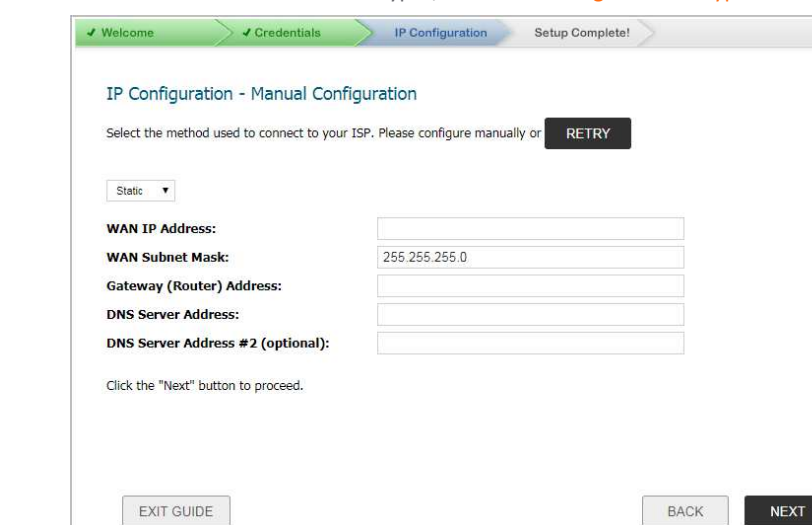 ✔ Welcome ✔ Credentials IP Configuration Setup Complete!
IP Configuration - Manual Configuration
Select the method used to connect to your ISP. Please configure manually or RETRY
Static ▼
WAN IP Address:
WAN Subnet Mask: 255.255.255.0
Gateway (Router) Address:
DNS Server Address:
DNS Server Address #2 (optional):
Click the "Next" button to proceed.
EXIT GUIDE BACK NEXT